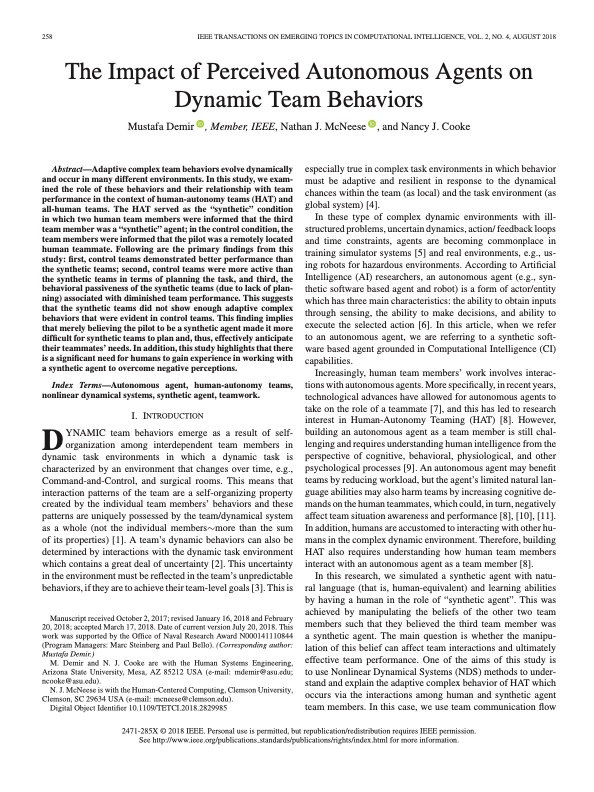 258
IEEE TRANSACTIONS ON EMERGING TOPICS IN COMPUTATIONAL INTELLIGENCE, VOL. 2, NO. 4, AUGUST 2018
The Impact of Perceived Autonomous Agents on
Dynamic Team Behaviors
Mustafa Demir, Member, IEEE, Nathan J. McNeese, and Nancy J. Cooke
Abstract—Adaptive complex team behaviors evolve dynamically
and occur in many different environments. In this study, we exam-
ined the role of these behaviors and their relationship with team
performance in the context of human-autonomy teams (HAT) and
all-human teams. The HAT served as the “synthetic” condition
in which two human team members were informed that the third
team member was a “synthetic” agent; in the control condition, the
team members were informed that the pilot was a remotely located
human teammate. Following are the primary findings from this
study: first, control teams demonstrated better performance than
the synthetic teams; second, control teams were more active than
the synthetic teams in terms of planning the task, and third, the
behavioral passiveness of the synthetic teams (due to lack of plan-
ning) associated with diminished team performance. This suggests
that the synthetic teams did not show enough adaptive complex
behaviors that were evident in control teams. This finding implies
that merely believing the pilot to be a synthetic agent made it more
difficult for synthetic teams to plan and, thus, effectively anticipate
their teammates’ needs. In addition, this study highlights that there
is a significant need for humans to gain experience in working with
a synthetic agent to overcome negative perceptions.
Index Terms—Autonomous agent, human-autonomy teams,
nonlinear dynamical systems, synthetic agent, teamwork.
I. INTRODUCTION
DYNAMIC team behaviors emerge as a result of self-
organization among interdependent team members in
dynamic task environments in which a dynamic task is
characterized by an environment that changes over time, e.g.,
Command-and-Control, and surgical rooms. This means that
interaction patterns of the team are a self-organizing property
created by the individual team members’ behaviors and these
patterns are uniquely possessed by the team/dynamical system
as a whole (not the individual members~more than the sum
of its properties) [1]. A team’s dynamic behaviors can also be
determined by interactions with the dynamic task environment
which contains a great deal of uncertainty [2]. This uncertainty
in the environment must be reflected in the team’s unpredictable
behaviors, if they are to achieve their team-level goals [3]. This is
Manuscript received October 2, 2017; revised January 16, 2018 and February
20, 2018; accepted March 17, 2018. Date of current version July 20, 2018. This
work was supported by the Office of Naval Research Award N000141110844
(Program Managers: Marc Steinberg and Paul Bello). (Corresponding author:
Mustafa Demir.)
M. Demir and N. J. Cooke are with the Human Systems Engineering,
Arizona State University, Mesa, AZ 85212 USA (e-mail: mdemir@asu.edu;
ncooke@asu.edu).
N. J. McNeese is with the Human-Centered Computing, Clemson University,
Clemson, SC 29634 USA (e-mail: mcneese@clemson.edu).
Digital Object Identifier 10.1109/TETCI.2018.2829985
especially true in complex task environments in which behavior
must be adaptive and resilient in response to the dynamical
chances within the team (as local) and the task environment (as
global system) [4].
In these type of complex dynamic environments with ill-
structured problems, uncertain dynamics, action/ feedback loops
and time constraints, agents are becoming commonplace in
training simulator systems [5] and real environments, e.g., us-
ing robots for hazardous environments. According to Artificial
Intelligence (AI) researchers, an autonomous agent (e.g., syn-
thetic software based agent and robot) is a form of actor/entity
which has three main characteristics: the ability to obtain inputs
through sensing, the ability to make decisions, and ability to
execute the selected action [6]. In this article, when we refer
to an autonomous agent, we are referring to a synthetic soft-
ware based agent grounded in Computational Intelligence (CI)
capabilities.
Increasingly, human team members’ work involves interac-
tions with autonomous agents. More specifically, in recent years,
technological advances have allowed for autonomous agents to
take on the role of a teammate [7], and this has led to research
interest in Human-Autonomy Teaming (HAT) [8]. However,
building an autonomous agent as a team member is still chal-
lenging and requires understanding human intelligence from the
perspective of cognitive, behavioral, physiological, and other
psychological processes [9]. An autonomous agent may benefit
teams by reducing workload, but the agent’s limited natural lan-
guage abilities may also harm teams by increasing cognitive de-
mands on the human teammates, which could, in turn, negatively
affect team situation awareness and performance [8], [10], [11].
In addition, humans are accustomed to interacting with other hu-
mans in the complex dynamic environment. Therefore, building
HAT also requires understanding how human team members
interact with an autonomous agent as a team member [8].
In this research, we simulated a synthetic agent with natu-
ral language (that is, human-equivalent) and learning abilities
by having a human in the role of “synthetic agent”. This was
achieved by manipulating the beliefs of the other two team
members such that they believed the third team member was
a synthetic agent. The main question is whether the manipu-
lation of this belief can affect team interactions and ultimately
effective team performance. One of the aims of this study is
to use Nonlinear Dynamical Systems (NDS) methods to under-
stand and explain the adaptive complex behavior of HAT which
occurs via the interactions among human and synthetic agent
team members. In this case, we use team communication flow
2471-285X © 2018 IEEE. Personal use is permitted, but republication/redistribution requires IEEE permission.
See http://www.ieee.org/publications_standards/publications/rights/index.html for more information.